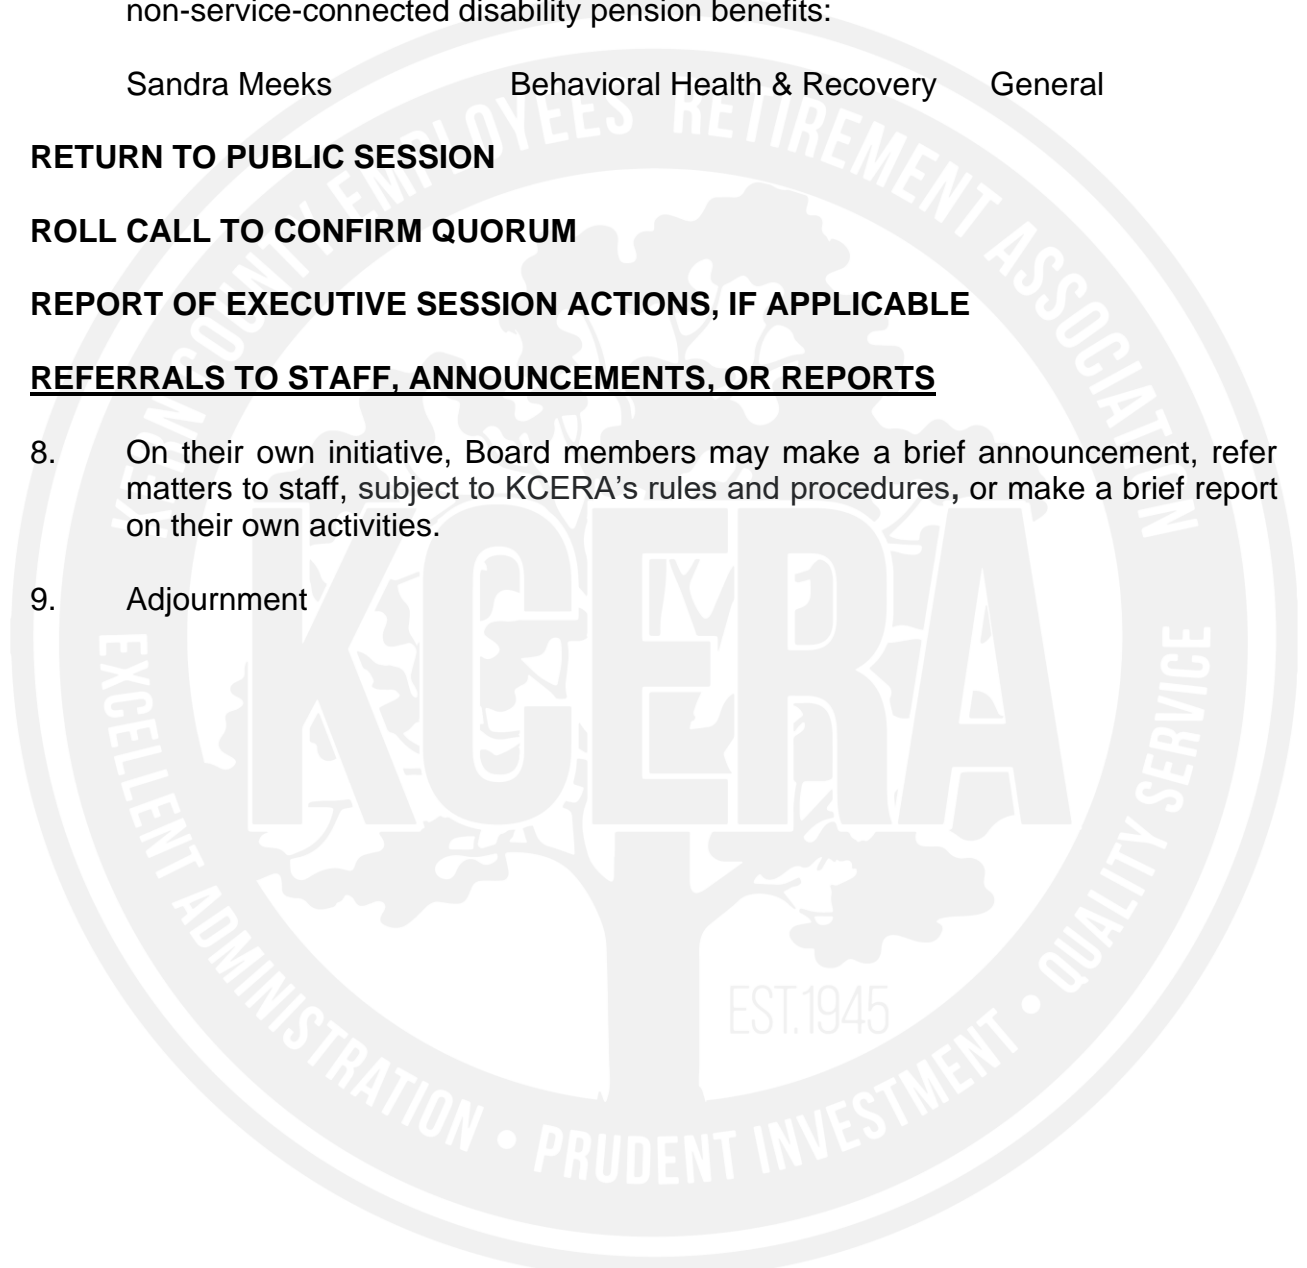 non-service-connected disability pension benefits:
Sandra Meeks Behavioral Health & Recovery General
RETURN TO PUBLIC SESSION
ROLL CALL TO CONFIRM QUORUM
REPORT OF EXECUTIVE SESSION ACTIONS, IF APPLICABLE
REFERRALS TO STAFF, ANNOUNCEMENTS, OR REPORTS
8. On their own initiative, Board members may make a brief announcement, refer
matters to staff, subject to KCERA’s rules and procedures, or make a brief report
on their own activities.
9. Adjournment
KERN COUNTY EMPLOYEES RETIREMENT ASSOCIATION
KCERA
EST.1945
EXCELLENT ADMINISTRATION • PRUDENT INVESTMENT • QUALITY SERVICE